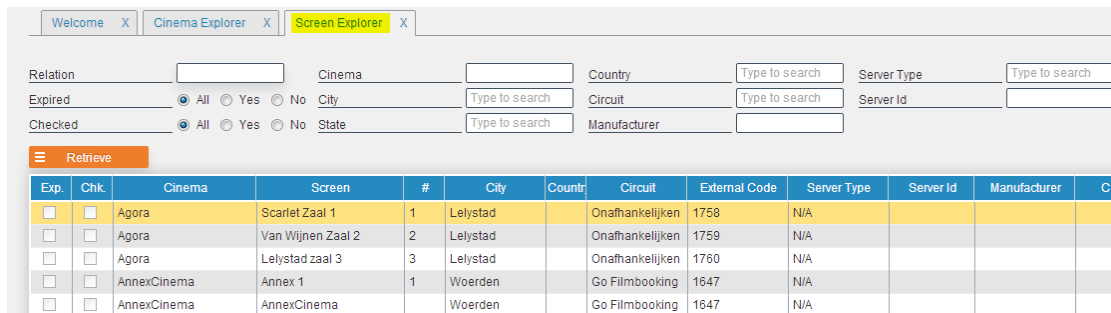 Welcome X Cinema Explorer X Screen Explorer X
Relation Cinema Country Type to search Server Type Type to search
Expired All Yes No City Type to search Circuit Type to search Server Id
Checked All Yes No State Type to search Manufacturer
Retrieve
Exp. Chk. Cinema Screen # City Countr Circuit External Code Server Type Server Id Manufacturer C
Agora Scarlet Zaal 1 1 Lelystad Onafhankelijken 1758 N/A
Agora Van Wijnen Zaal 2 2 Lelystad Onafhankelijken 1759 N/A
Agora Lelystad zaal 3 3 Lelystad Onafhankelijken 1760 N/A
AnnexCinema Annex 1 1 Woerden Go Filmbooking 1647 N/A
AnnexCinema AnnexCinema Woerden Go Filmbooking 1647 N/A